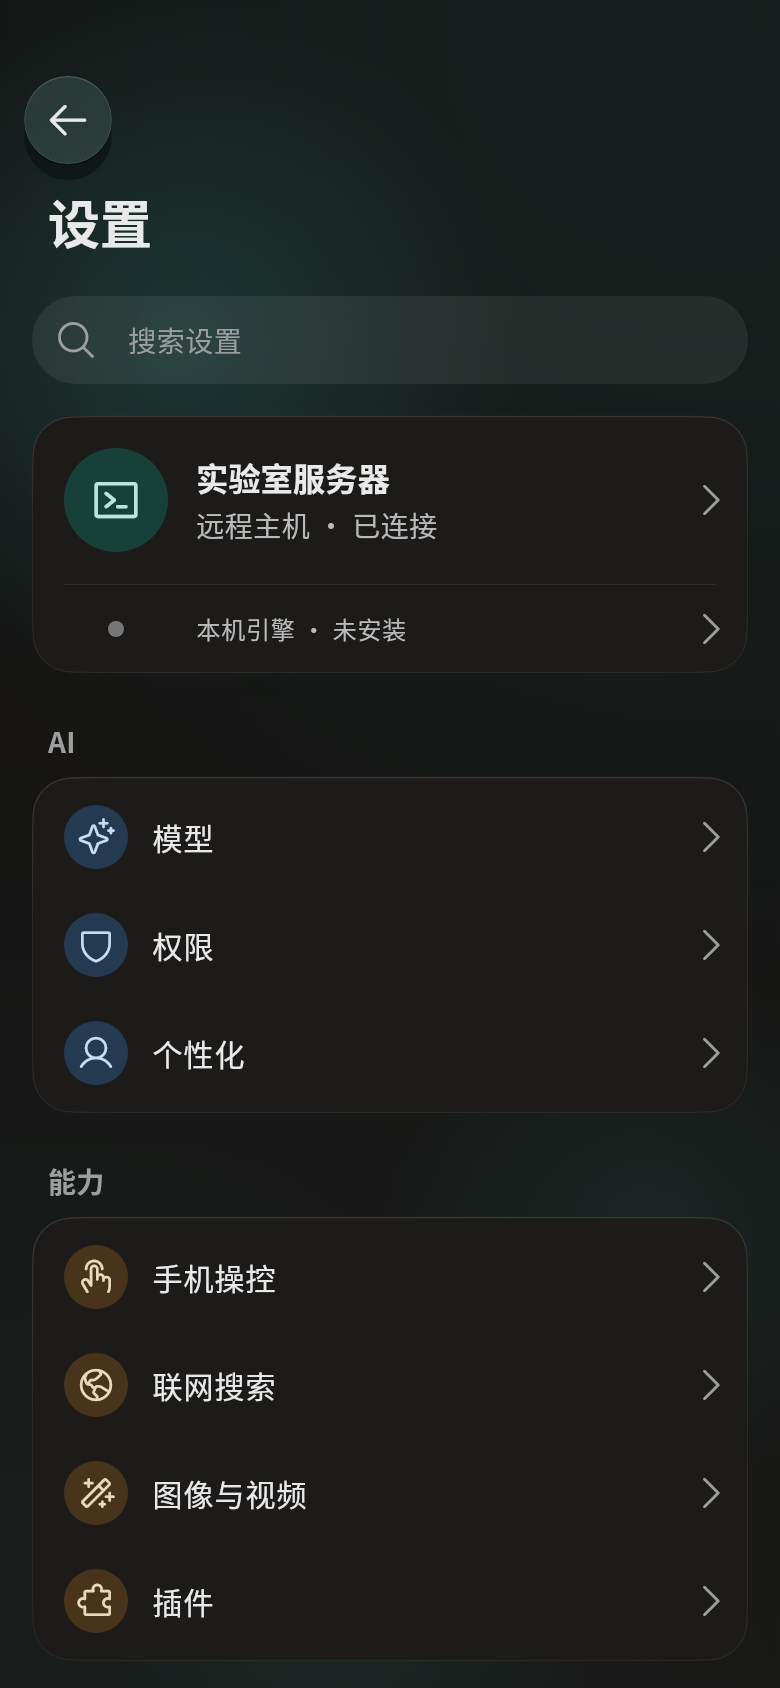 设置
搜索设置
实验室服务器
远程主机 · 已连接
本机引擎 · 未安装
AI
模型
权限
个性化
能力
手机操控
联网搜索
图像与视频
插件